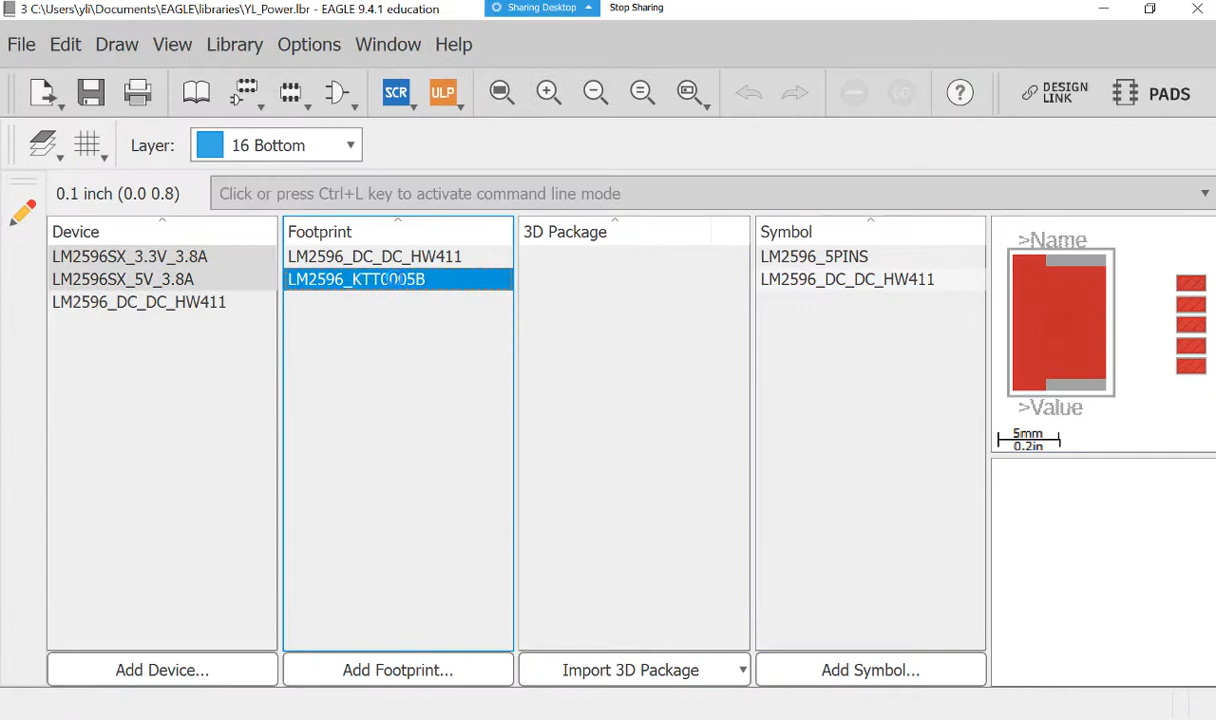 3 C:\Users\yli\Documents\EAGLE\libraries\YL_Power.lbr - EAGLE 9.4.1 education
Sharing Desktop
Stop Sharing
File Edit Draw View Library Options Window Help
SCR ULP
DESIGN LINK
PADS
Layer: 16 Bottom
0.1 inch (0.0 0.8)
Click or press Ctrl+L key to activate command line mode
Device
LM2596SX_3.3V_3.8A
LM2596SX_5V_3.8A
LM2596_DC_DC_HW411
Add Device...
Footprint
LM2596_DC_DC_HW411
LM2596_KTT0005B
Add Footprint...
3D Package
Import 3D Package
Symbol
LM2596_5PINS
LM2596_DC_DC_HW411
Add Symbol...
>Name
>Value
5mm
0.2in